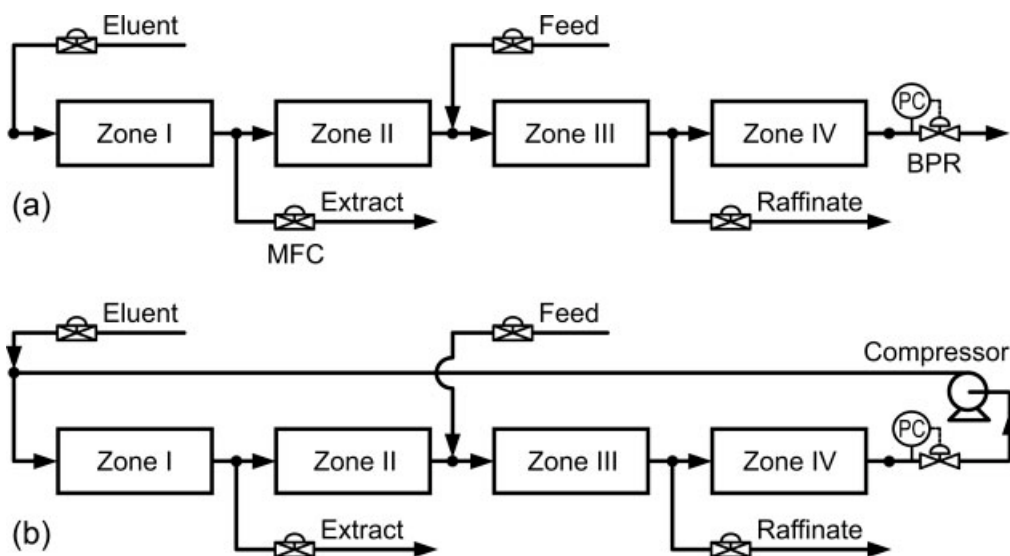 Eluent
Feed
Zone I
Zone II
Zone III
Zone IV
PC
BPR
(a)
Extract
Raffinate
MFC
Eluent
Feed
Compressor
Zone I
Zone II
Zone III
Zone IV
PC
(b)
Extract
Raffinate